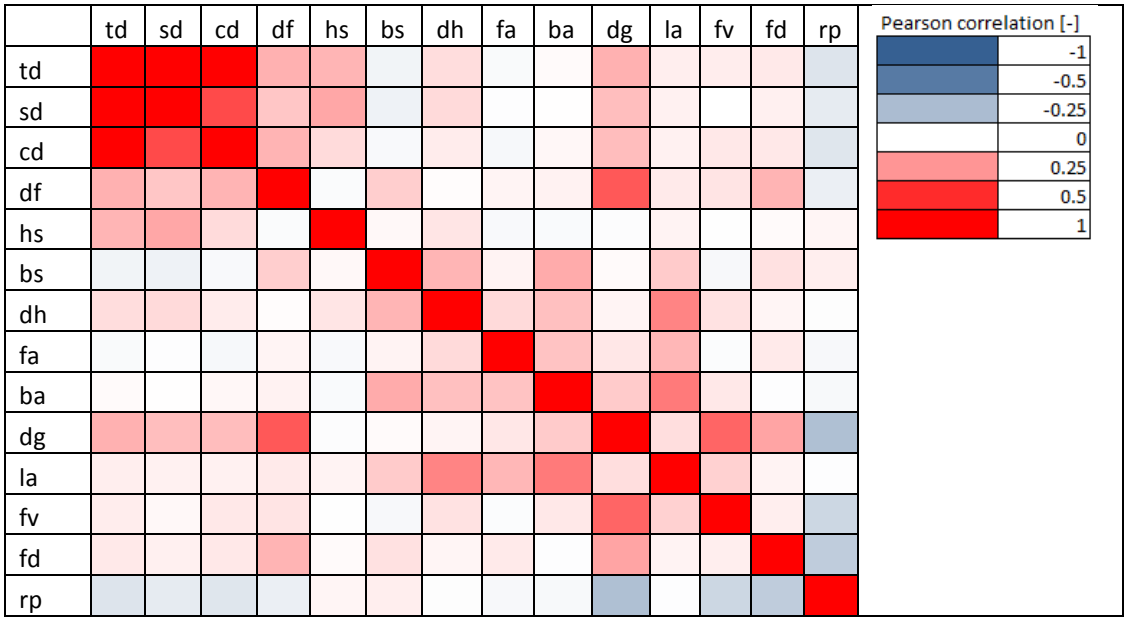 td sd cd df hs bs dh fa ba dg la fv fd rp
Pearson correlation [-]
-1
-0.5
-0.25
0
0.25
0.5
1
td
sd
cd
df
hs
bs
dh
fa
ba
dg
la
fv
fd
rp